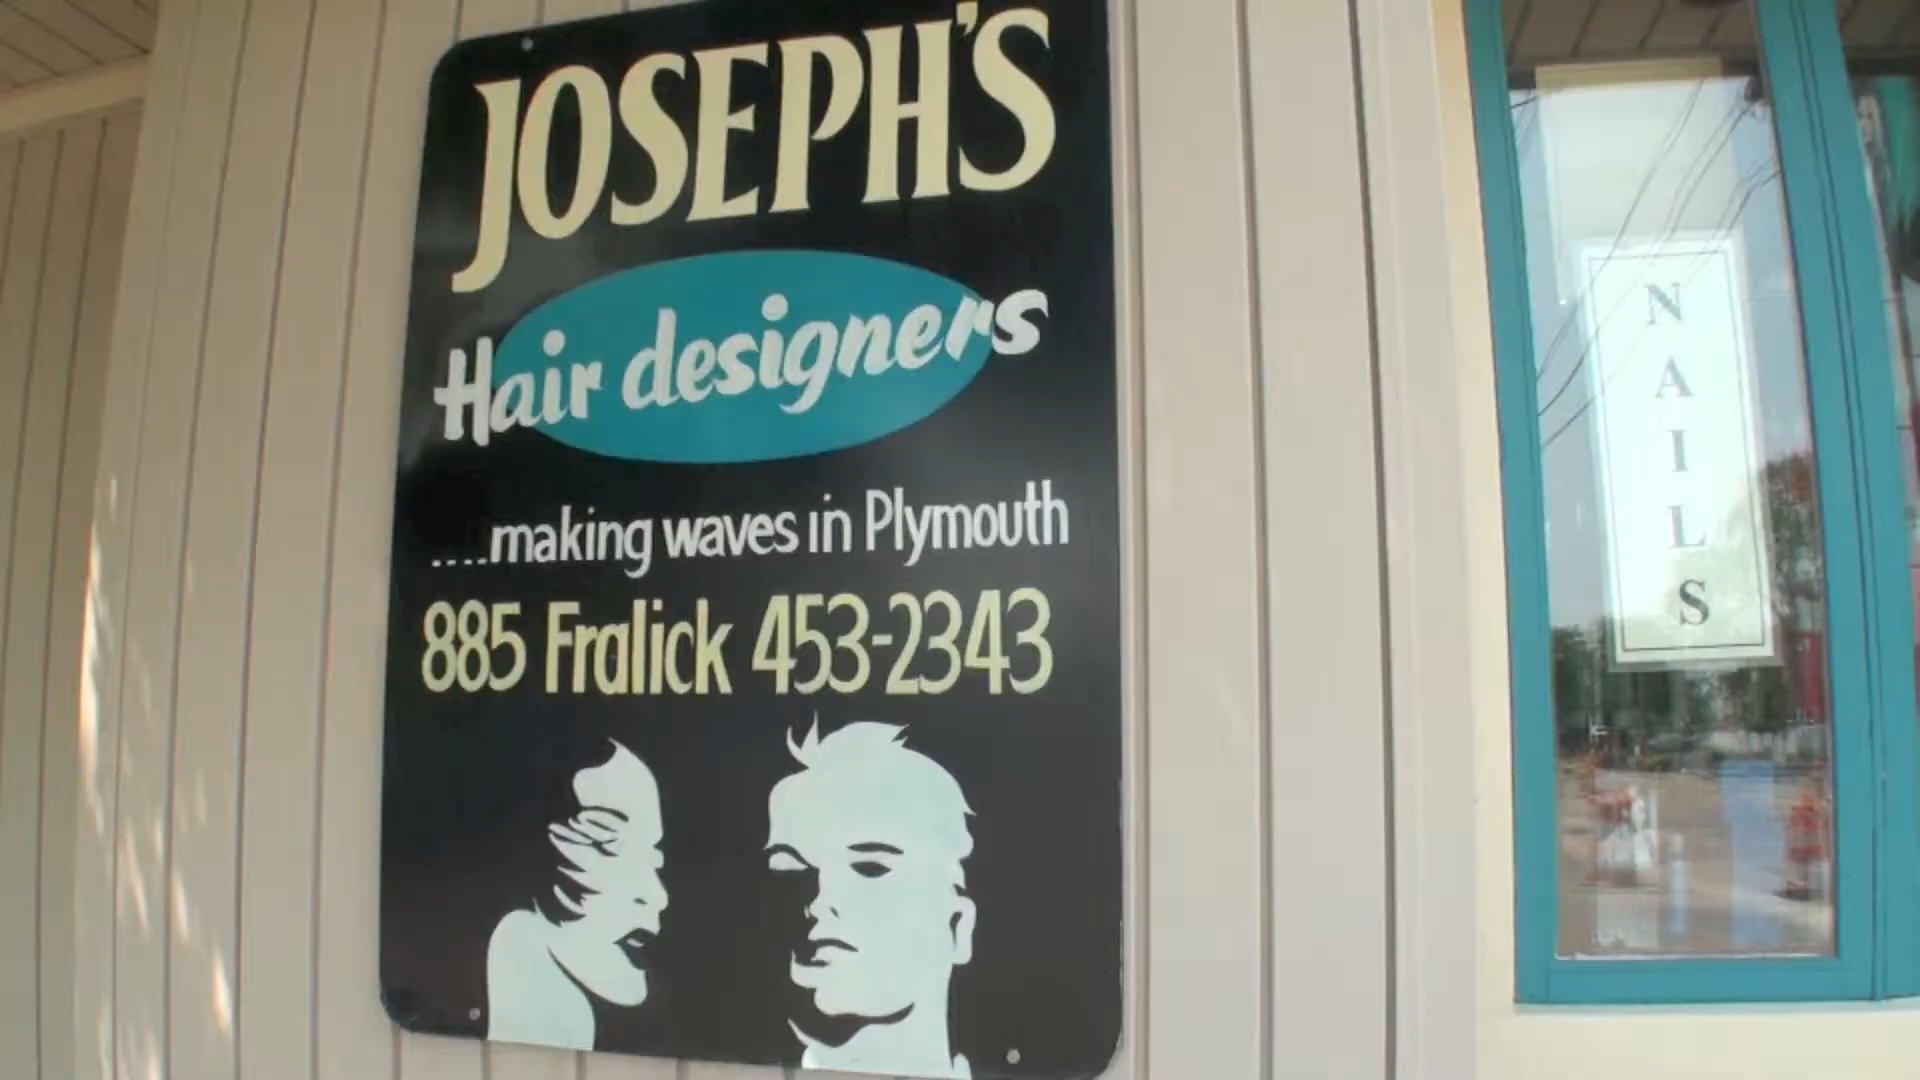 JOSEPH'S
Hair designers
....making waves in Plymouth
885 Fralick 453-2343
NAILS